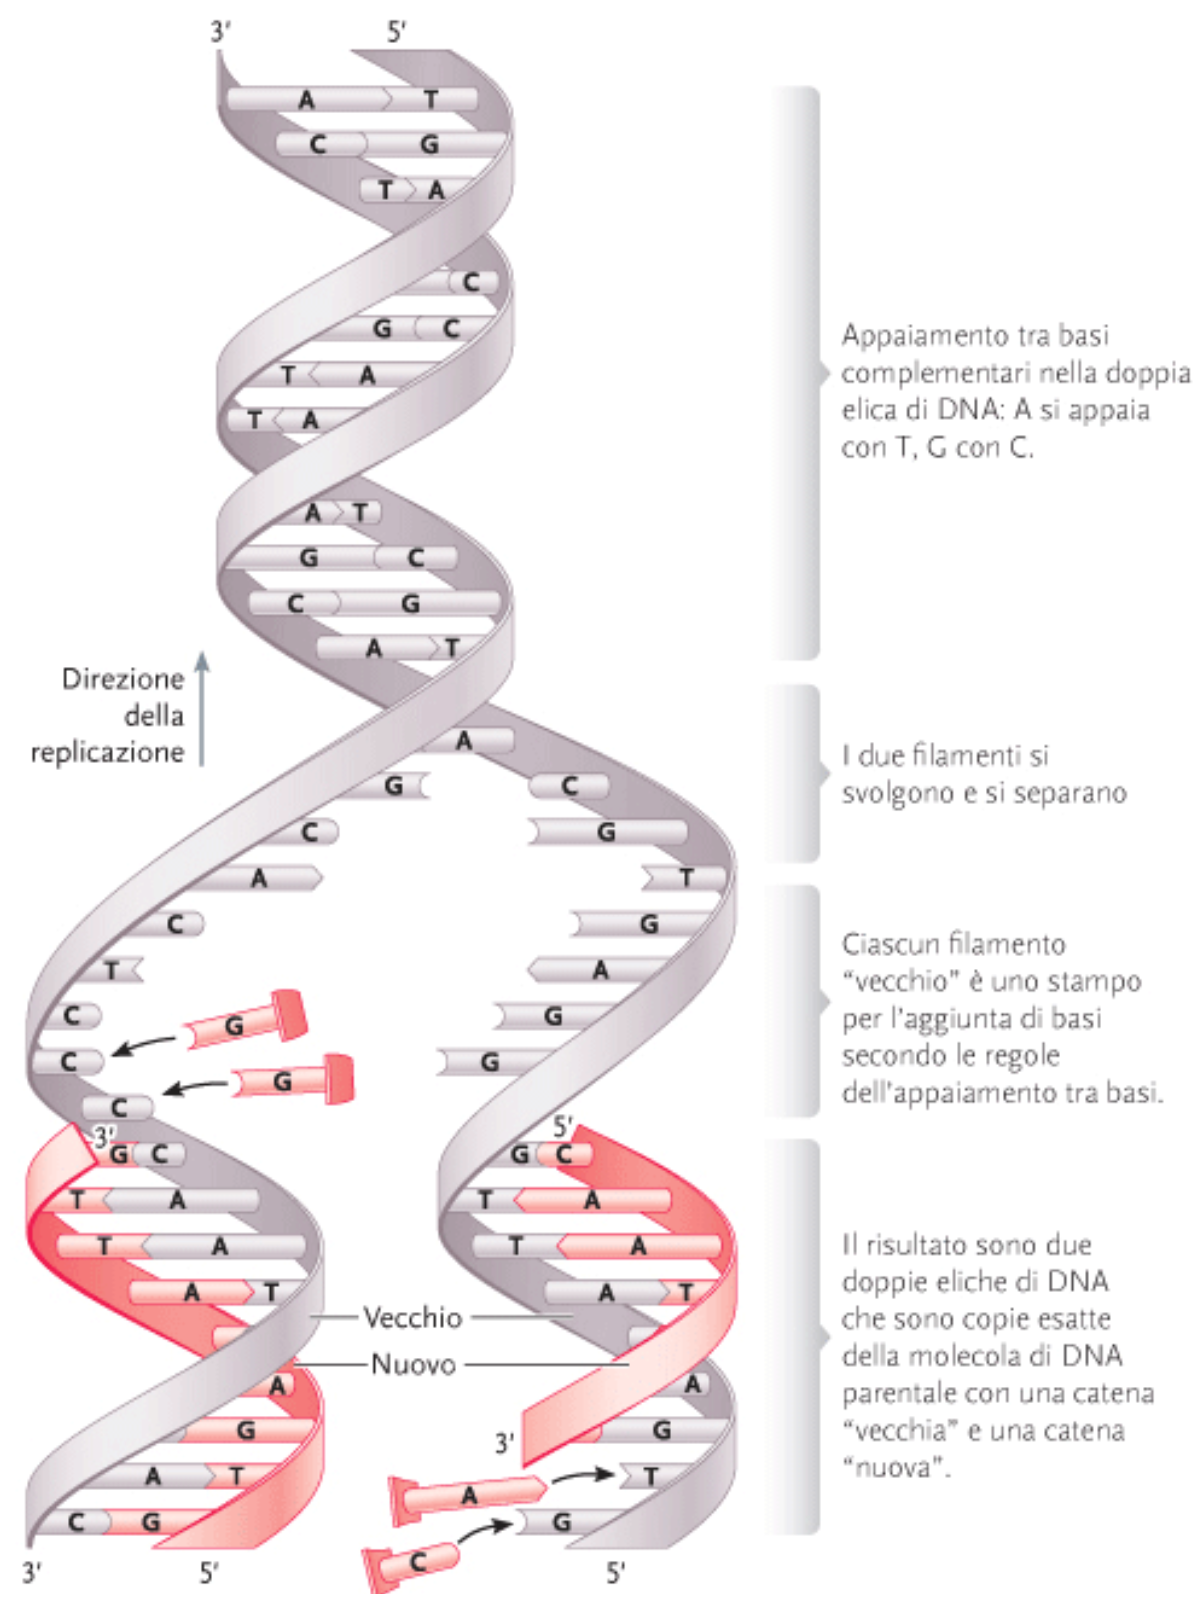 3′ 5′
A T
C G
T A
C
G C
T A
T A
A T
G C
C G
A T
Appaiamento tra basi
complementari nella doppia
elica di DNA: A si appaia
con T, G con C.
Direzione
della
replicazione
A
G C
C G
A T
C G
T A
C G
C G
C
G
G
I due filamenti si
svolgono e si separano
Ciascun filamento
“vecchio” è uno stampo
per l'aggiunta di basi
secondo le regole
dell'appaiamento tra basi.
3′
G C
T A
T A
A T
A
G
A T
C G
3′ 5′
5′
G C
T A
T A
A T
A
G
T
G
3′
A
C
5′
Vecchio
Nuovo
Il risultato sono due
doppie eliche di DNA
che sono copie esatte
della molecola di DNA
parentale con una catena
“vecchia” e una catena
“nuova”.